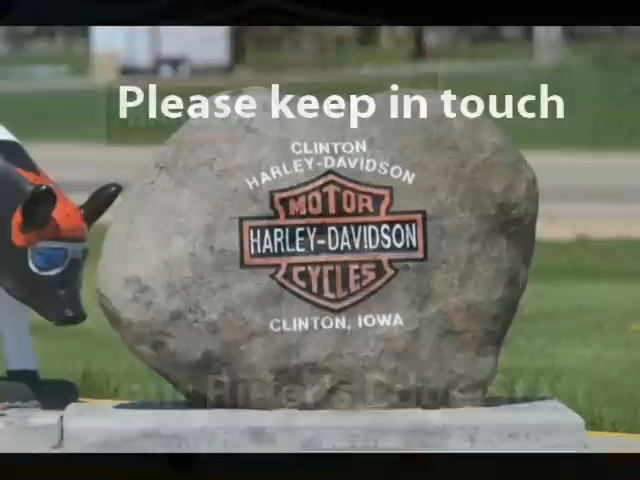 Please keep in touch
CLINTON
HARLEY-DAVIDSON
MOTOR
HARLEY-DAVIDSON
CYCLES
CLINTON, IOWA